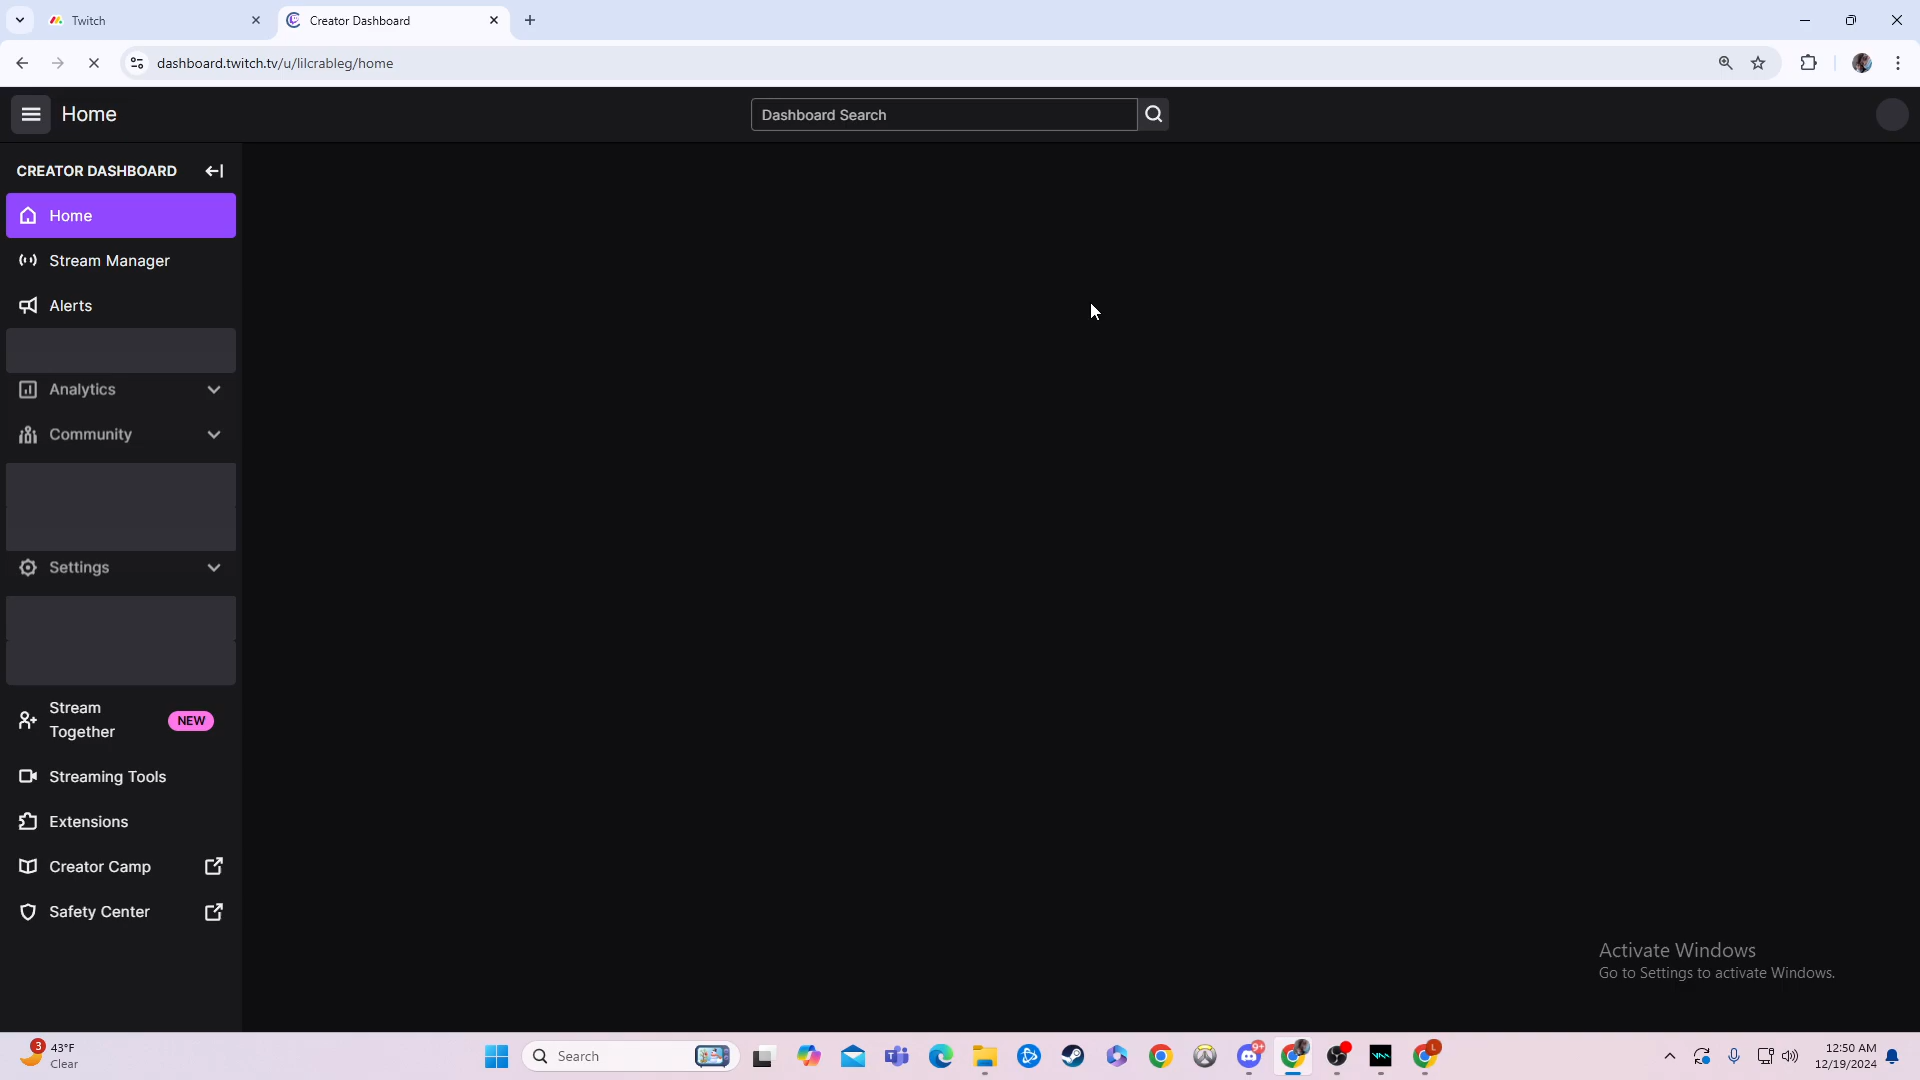 Twitch
Creator Dashboard
dashboard.twitch.tv/u/lilcrableg/home
Home
Dashboard Search
CREATOR DASHBOARD
Home
Stream Manager
Alerts
Analytics
Community
Settings
Stream
Together
NEW
Streaming Tools
Extensions
Creator Camp
Safety Center
Activate Windows
Go to Settings to activate Windows.
3
43°F
Clear
Search
9+
L
12:50 AM
12/19/2024